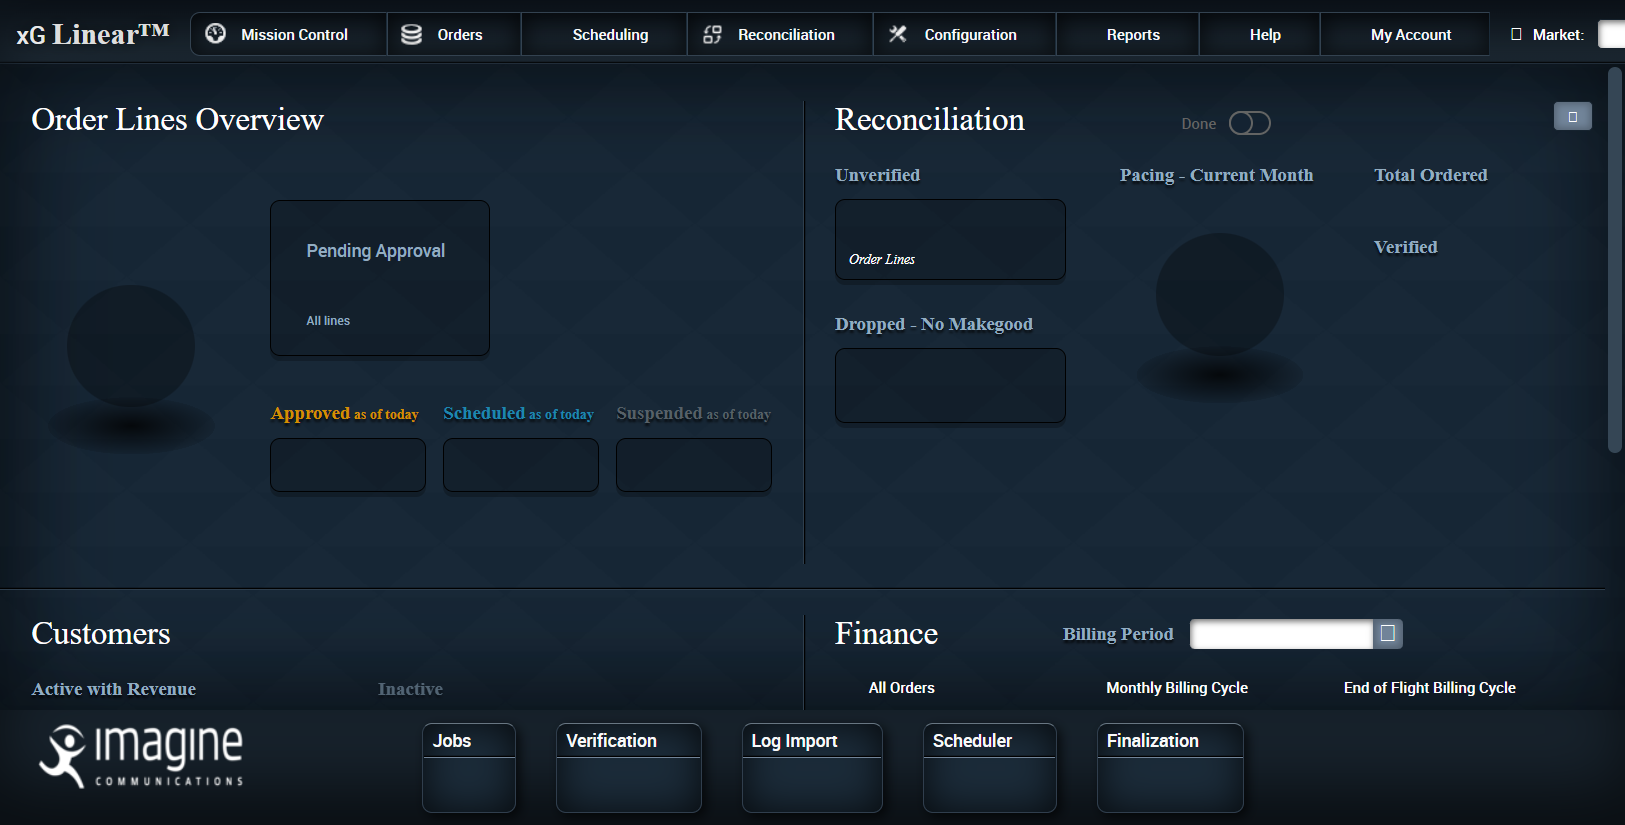 xG Linear™
Mission Control
Orders
Scheduling
Reconciliation
Configuration
Reports
Help
My Account
Market:
Order Lines Overview
Pending Approval
All lines
Approved as of today
Scheduled as of today
Suspended as of today
Reconciliation
Done
Unverified
Pacing - Current Month
Total Ordered
Order Lines
Verified
Dropped - No Makegood
Customers
Active with Revenue
Inactive
Finance
Billing Period
All Orders
Monthly Billing Cycle
End of Flight Billing Cycle
imagine
COMMUNICATIONS
Jobs
Verification
Log Import
Scheduler
Finalization